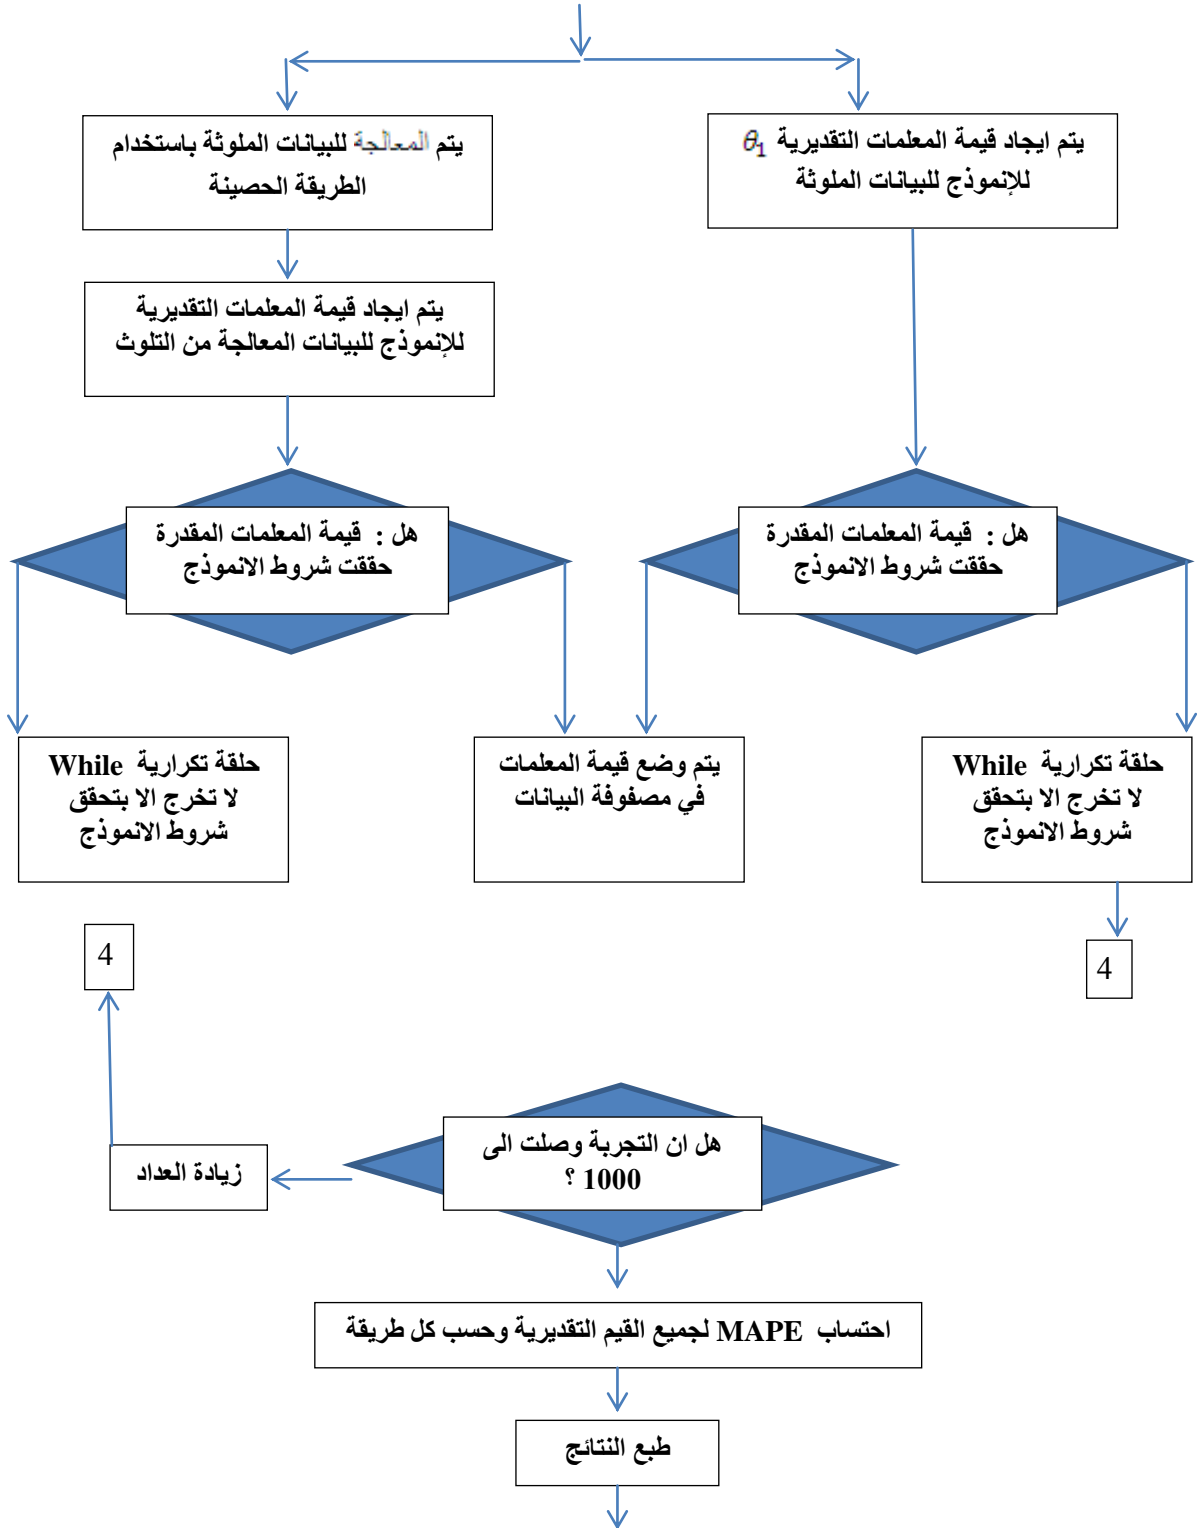 يتم ايجاد قيمة المعلمات التقديرية θ1
للإنموذج للبيانات الملوثة
يتم المعالجة للبيانات الملوثة باستخدام
الطريقة الحصينة
يتم ايجاد قيمة المعلمات التقديرية
للإنموذج للبيانات المعالجة من التلوث
هل : قيمة المعلمات المقدرة
حققت شروط الانموذج
هل : قيمة المعلمات المقدرة
حققت شروط الانموذج
حلقة تكرارية While
لا تخرج الا بتحقق
شروط الانموذج
يتم وضع قيمة المعلمات
في مصفوفة البيانات
حلقة تكرارية While
لا تخرج الا بتحقق
شروط الانموذج
4
4
هل ان التجربة وصلت الى
1000 ؟
زيادة العداد
احتساب MAPE لجميع القيم التقديرية وحسب كل طريقة
طبع النتائج